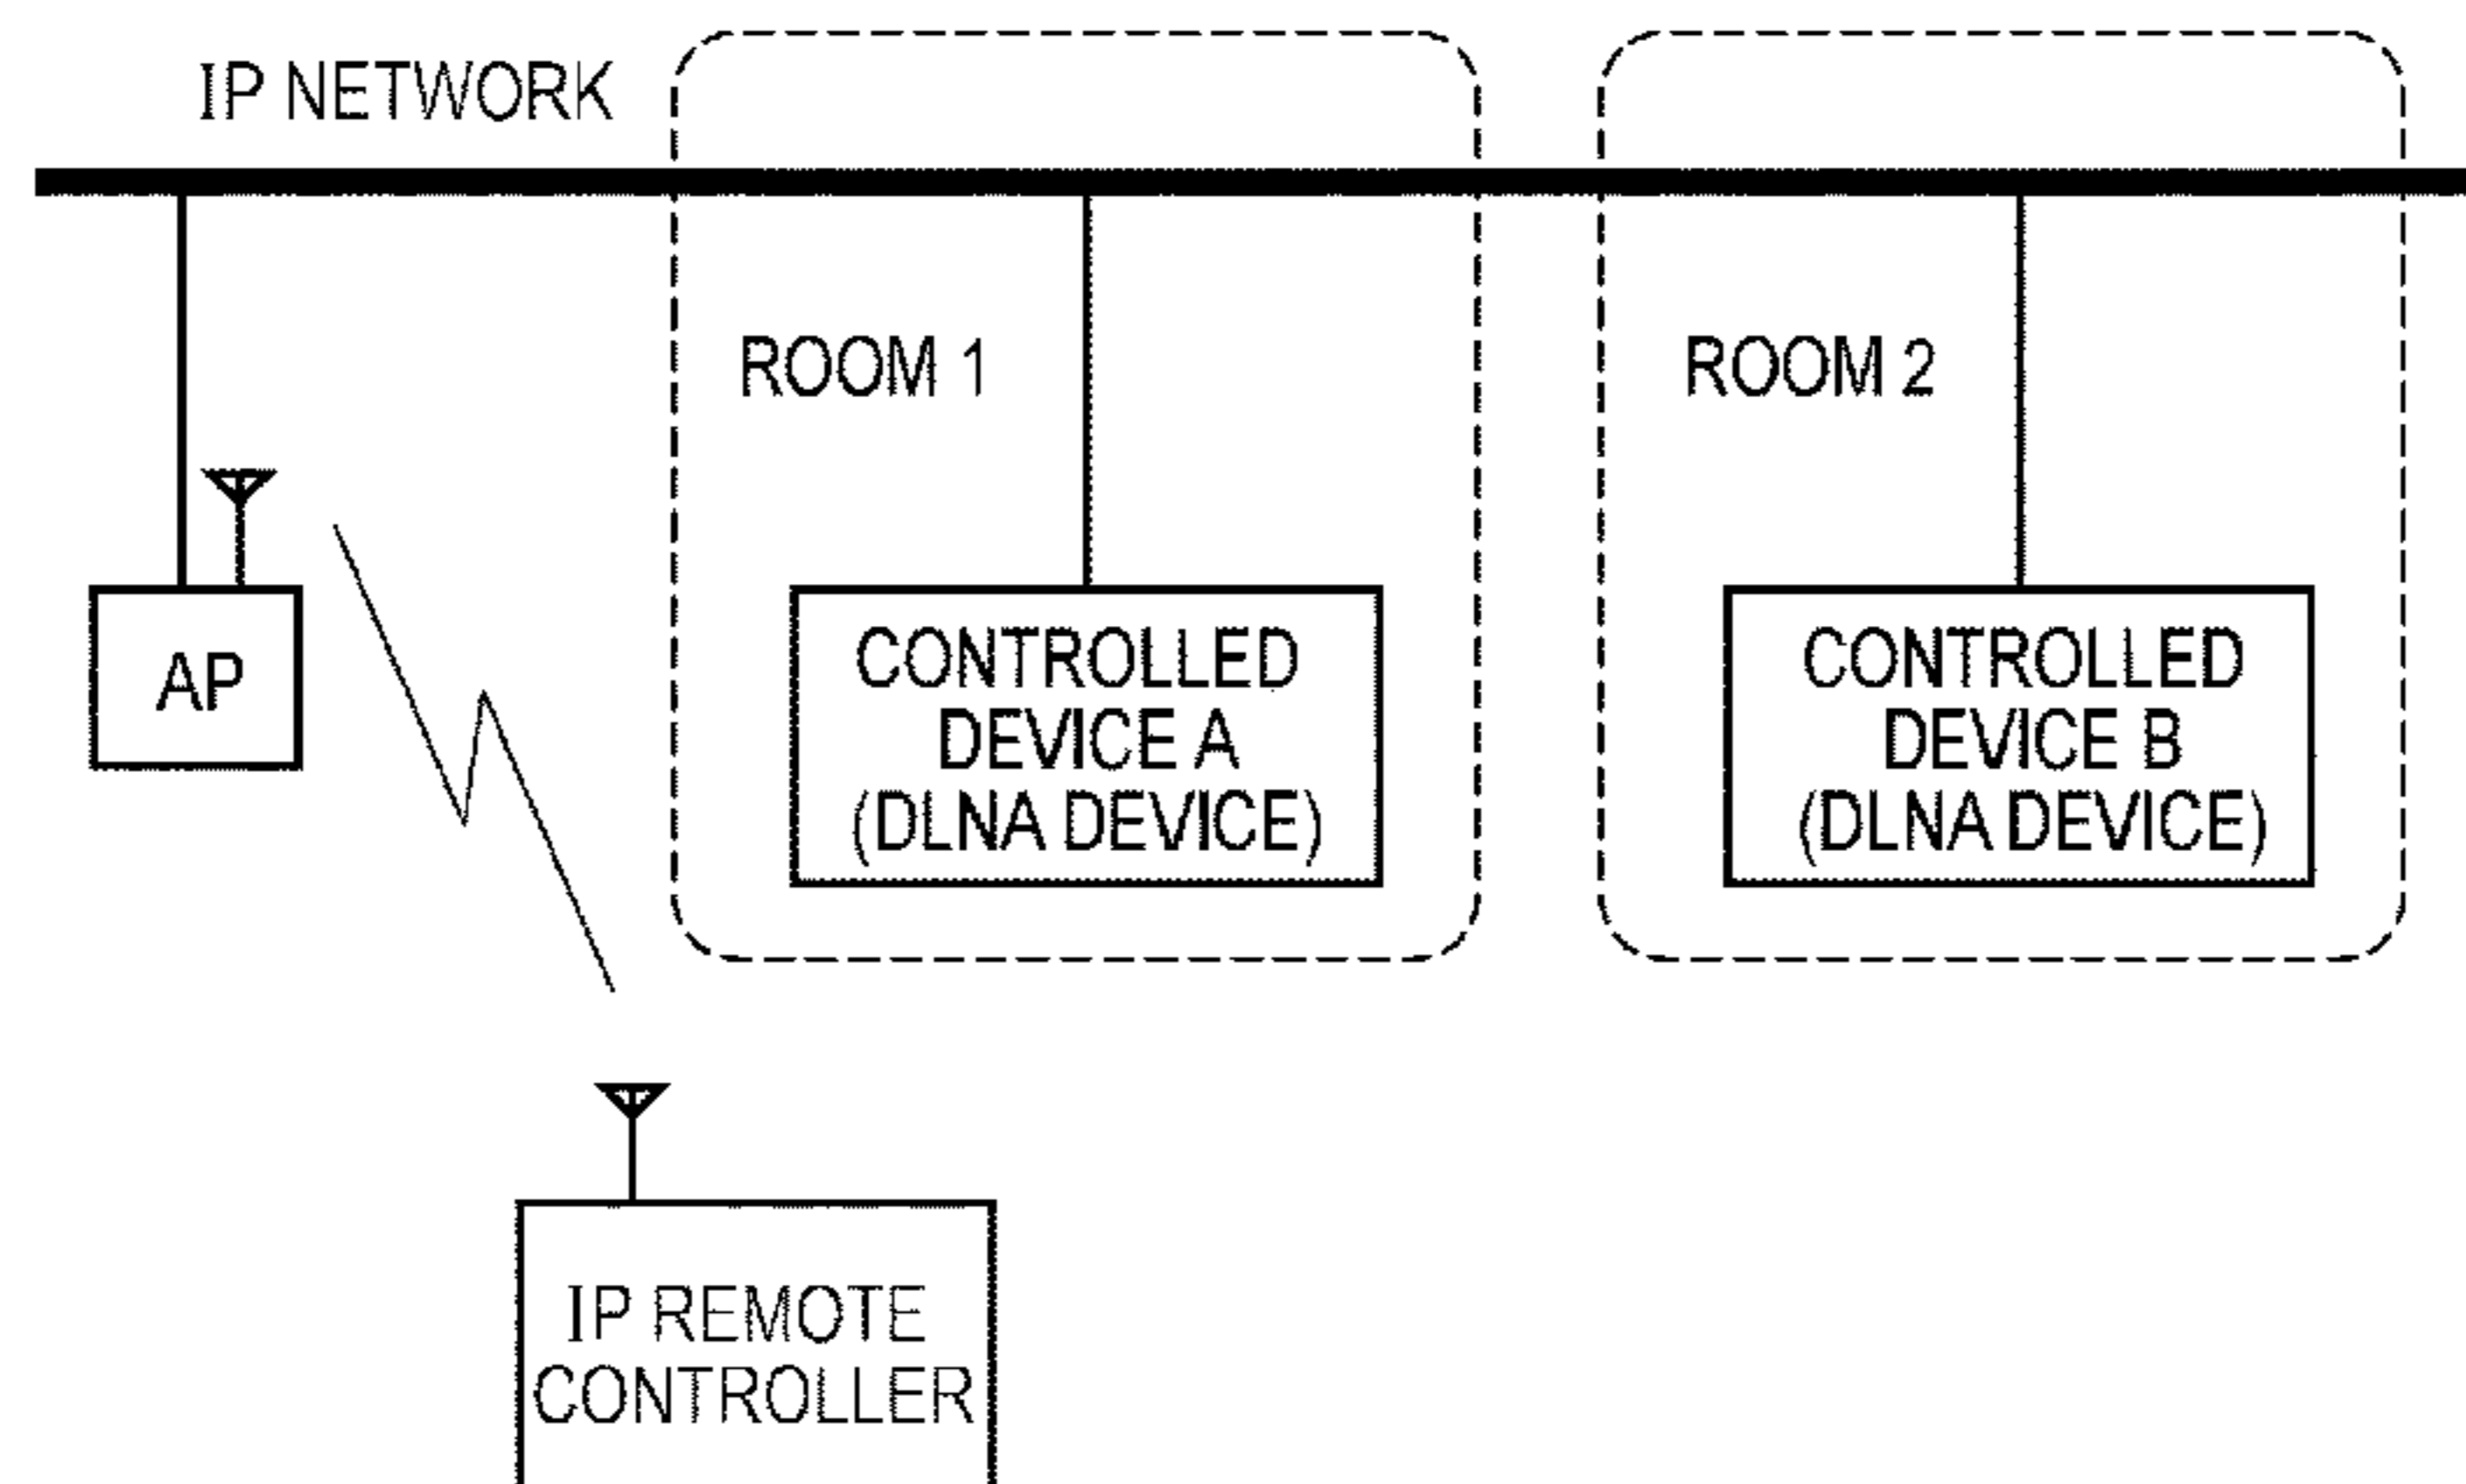 IP NETWORK
ROOM 1
ROOM 2
AP
CONTROLLED
DEVICE A
(DLNA DEVICE)
CONTROLLED
DEVICE B
(DLNA DEVICE)
IP REMOTE
CONTROLLER